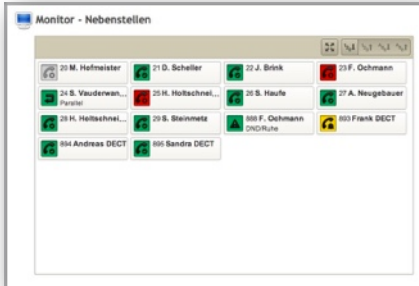 Monitor - Nebenstellen
20 M. Hefmeister
21 D. Scheller
22 J. Brink
23 F. Ochmann
24 S. Vauderwan...
Parallel
25 H. Holtschnei...
26 S. Haufe
27 A. Neugebauer
28 H. Holtschnei...
29 S. Steinmetz
888 F. Ochmann
DND/Ruhe
893 Frank DECT
894 Andreas DECT
895 Sandra DECT